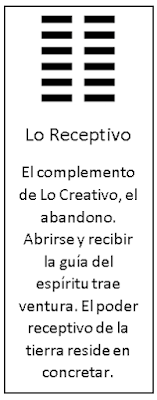 Lo Receptivo
El complemento
de Lo Creativo, el
abandono.
Abrirse y recibir
la guía del
espíritu trae
ventura. El poder
receptivo de la
tierra reside en
concretar.